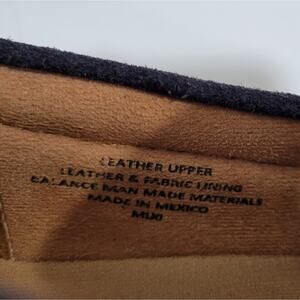 LEATHER UPPER
LEATHER & FABRIC LINING
BALANCE MAN MADE MATERIALS
MADE IN MEXICO